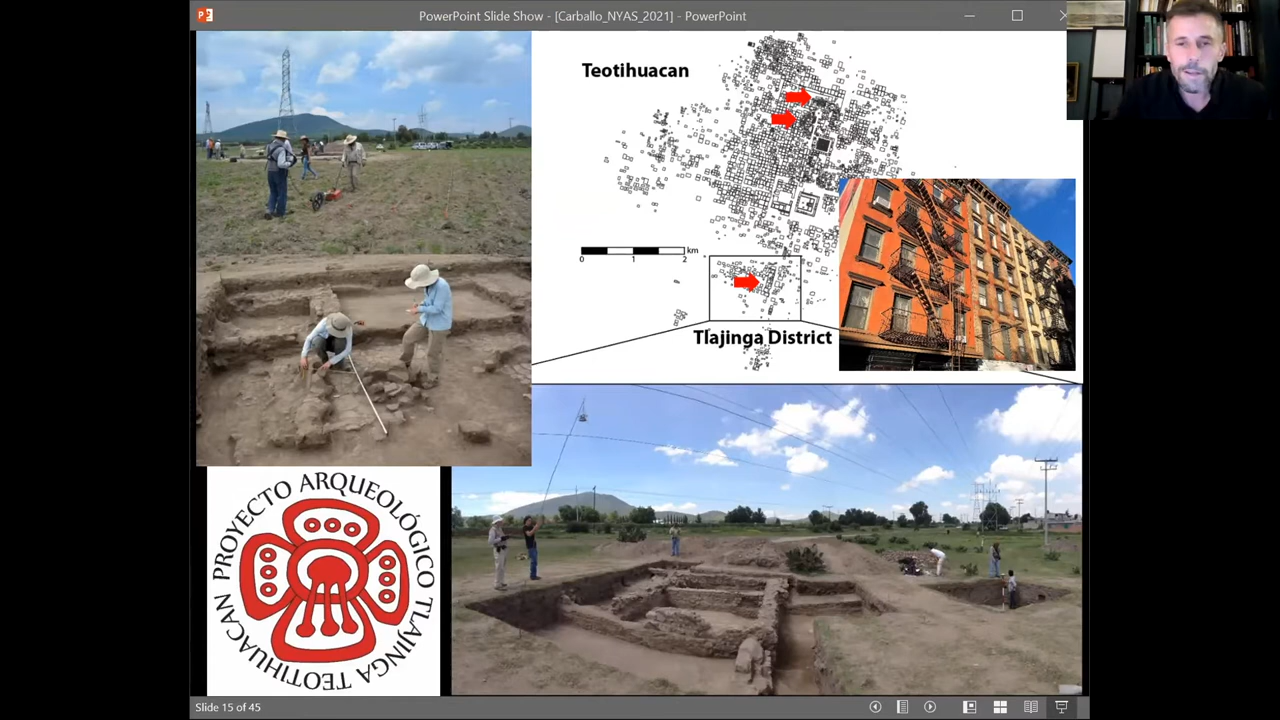 PowerPoint Slide Show - [Carballo_NYAS_2021] - PowerPoint
Teotihuacan
km
0 1 2
Tlajinga District
PROYECTO ARQUEOLÓGICO TLAJINGA TEOTIHUACAN
Slide 15 of 45